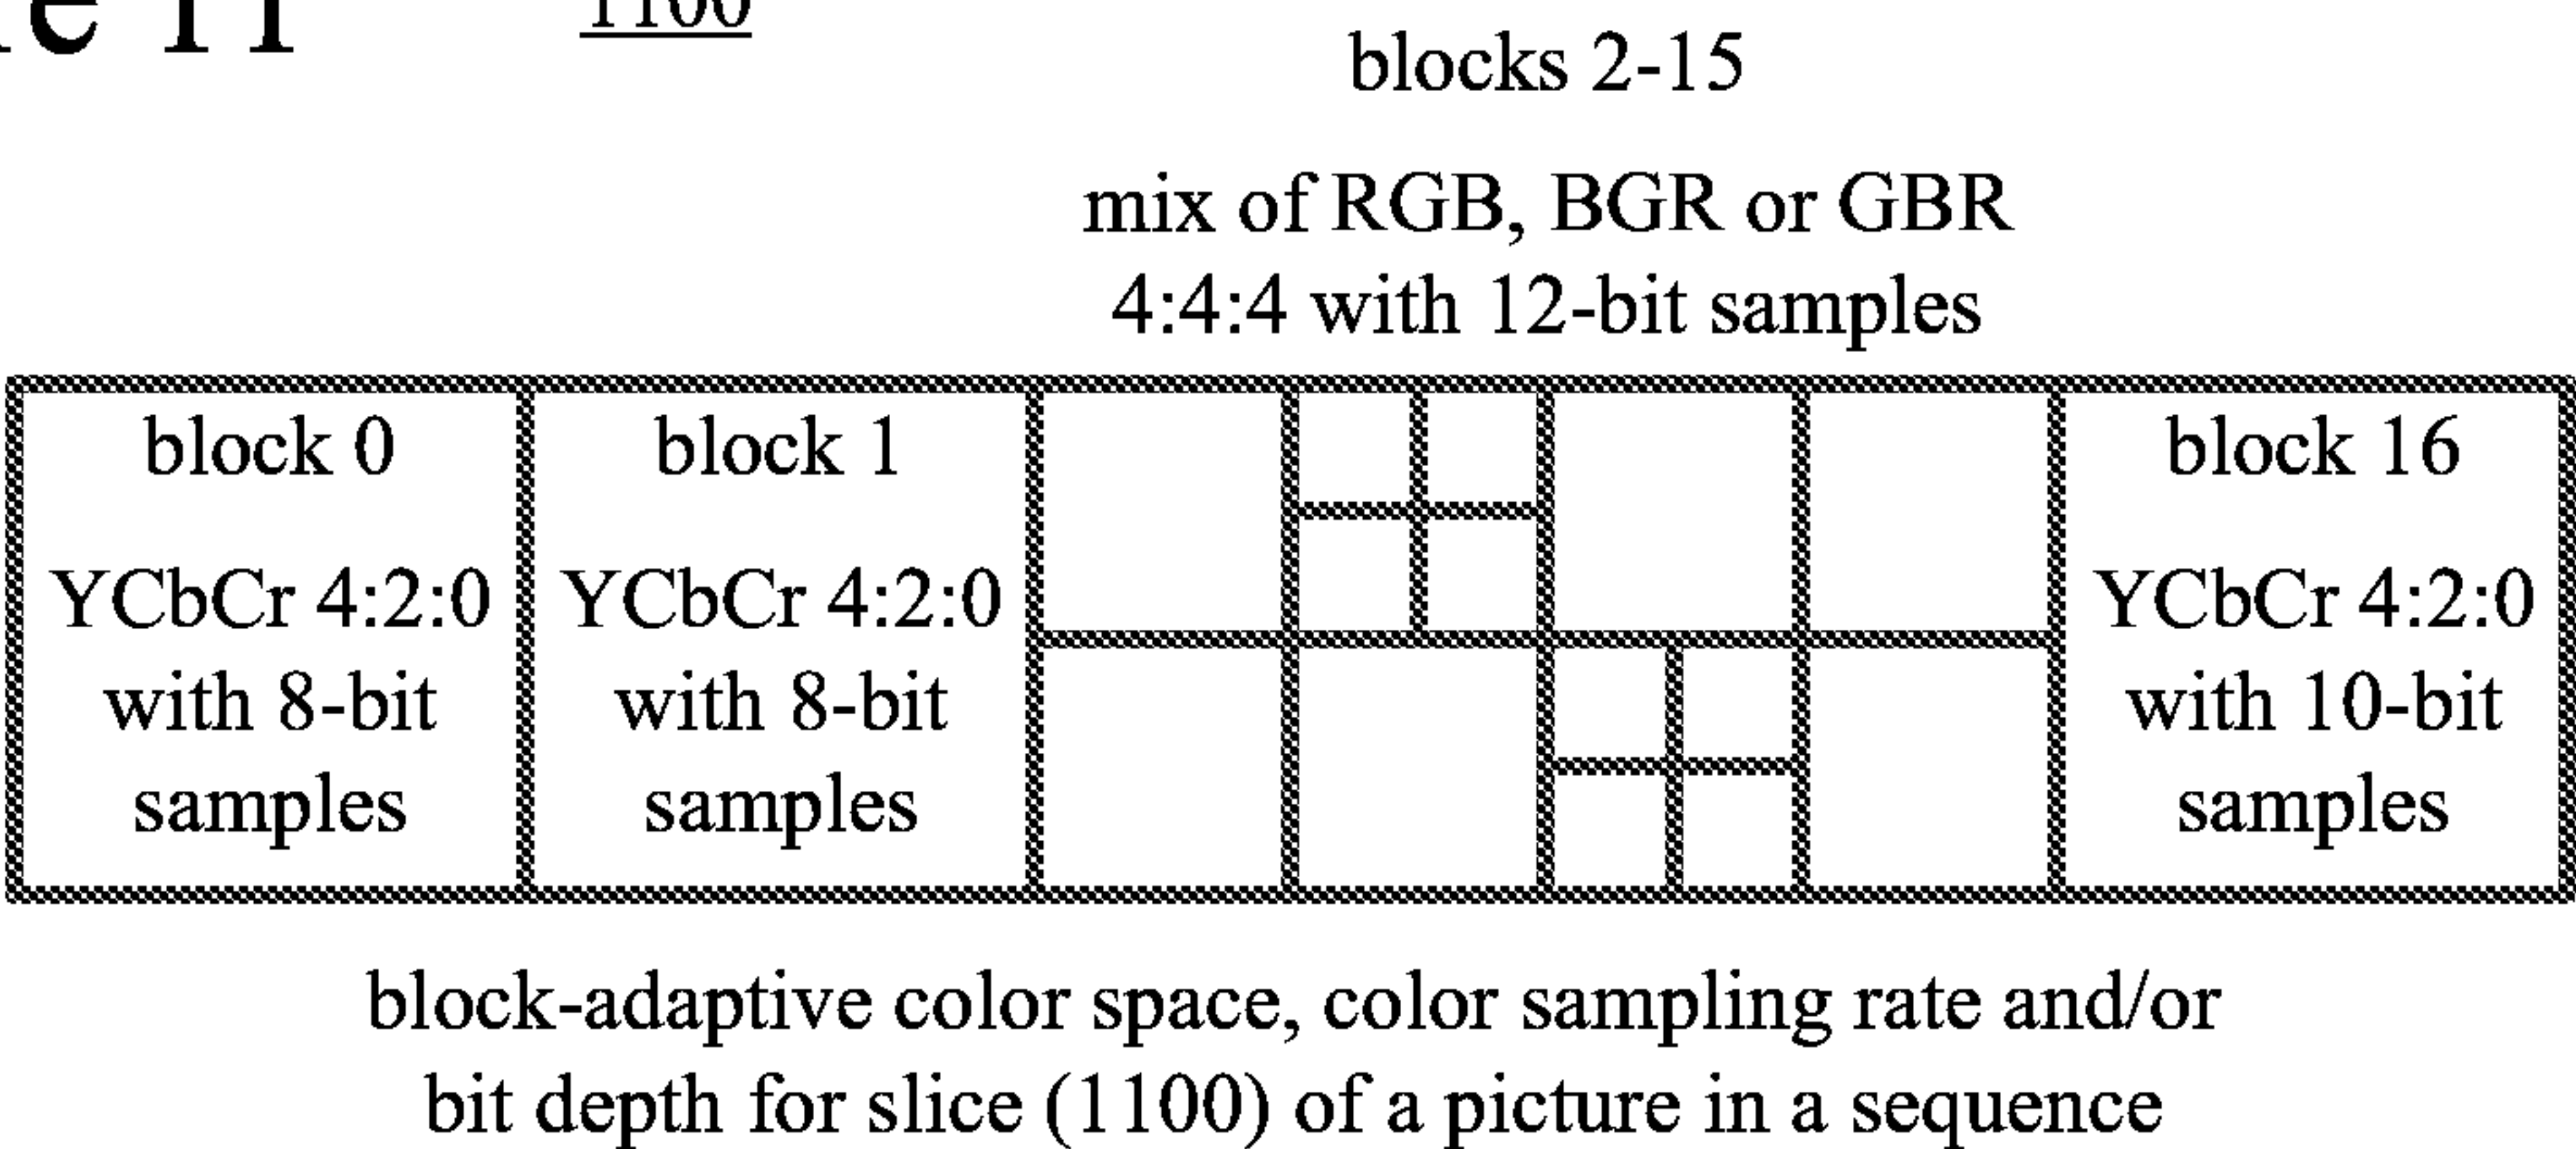 1100
blocks 2-15
mix of RGB, BGR or GBR
4:4:4 with 12-bit samples
block 0
YCbCr 4:2:0
with 8-bit
samples
block 1
YCbCr 4:2:0
with 8-bit
samples
block 16
YCbCr 4:2:0
with 10-bit
samples
block-adaptive color space, color sampling rate and/or
bit depth for slice (1100) of a picture in a sequence